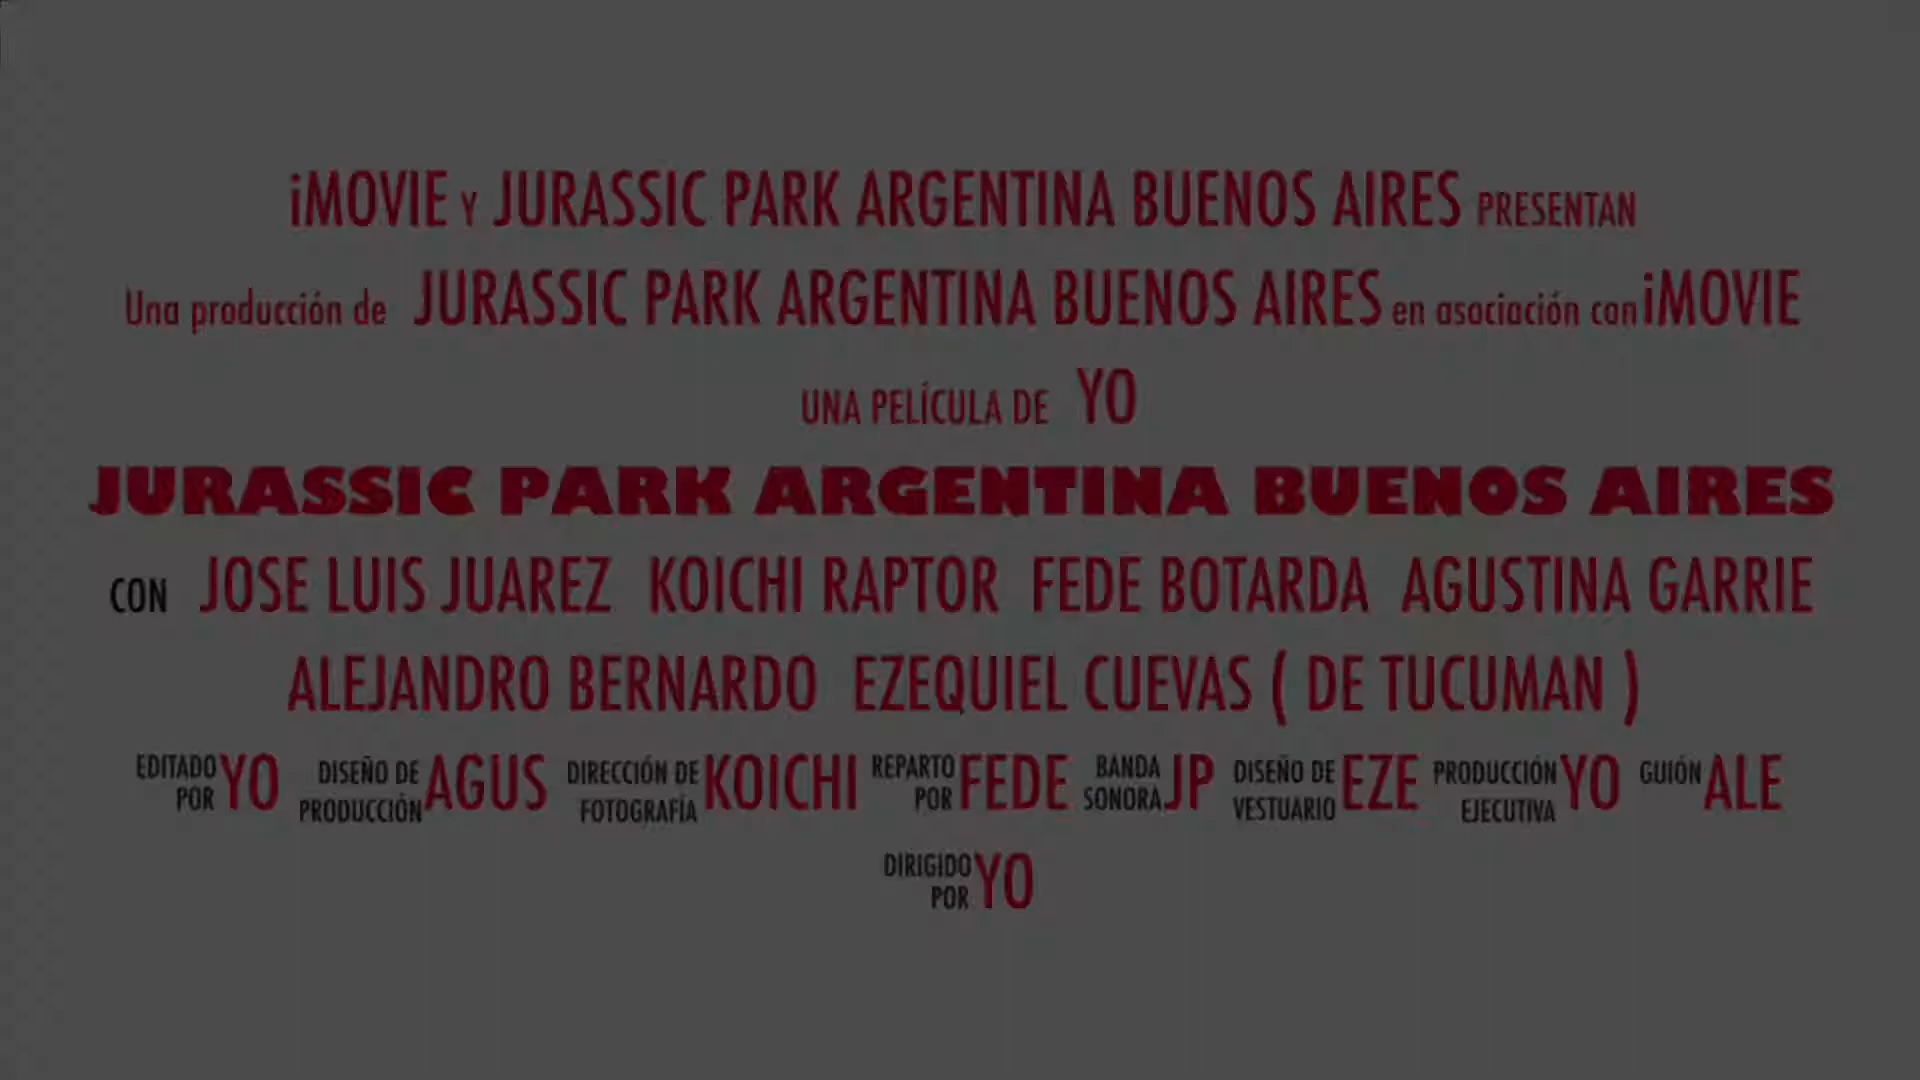 iMOVIE Y JURASSIC PARK ARGENTINA BUENOS AIRES PRESENTAN
Una producción de JURASSIC PARK ARGENTINA BUENOS AIRES en asociación con iMOVIE
UNA PELÍCULA DE YO
JURASSIC PARK ARGENTINA BUENOS AIRES
CON JOSE LUIS JUAREZ KOICHI RAPTOR FEDE BOTARDA AGUSTINA GARRIE
ALEJANDRO BERNARDO EZEQUIEL CUEVAS ( DE TUCUMAN )
EDITADO POR YO DISEÑO DE PRODUCCIÓN AGUS DIRECCIÓN DE FOTOGRAFÍA KOICHI REPARTO POR FEDE BANDA SONORA JP DISEÑO DE VESTUARIO EZE PRODUCCIÓN EJECUTIVA YO GUIÓN ALE
DIRIGIDO POR YO